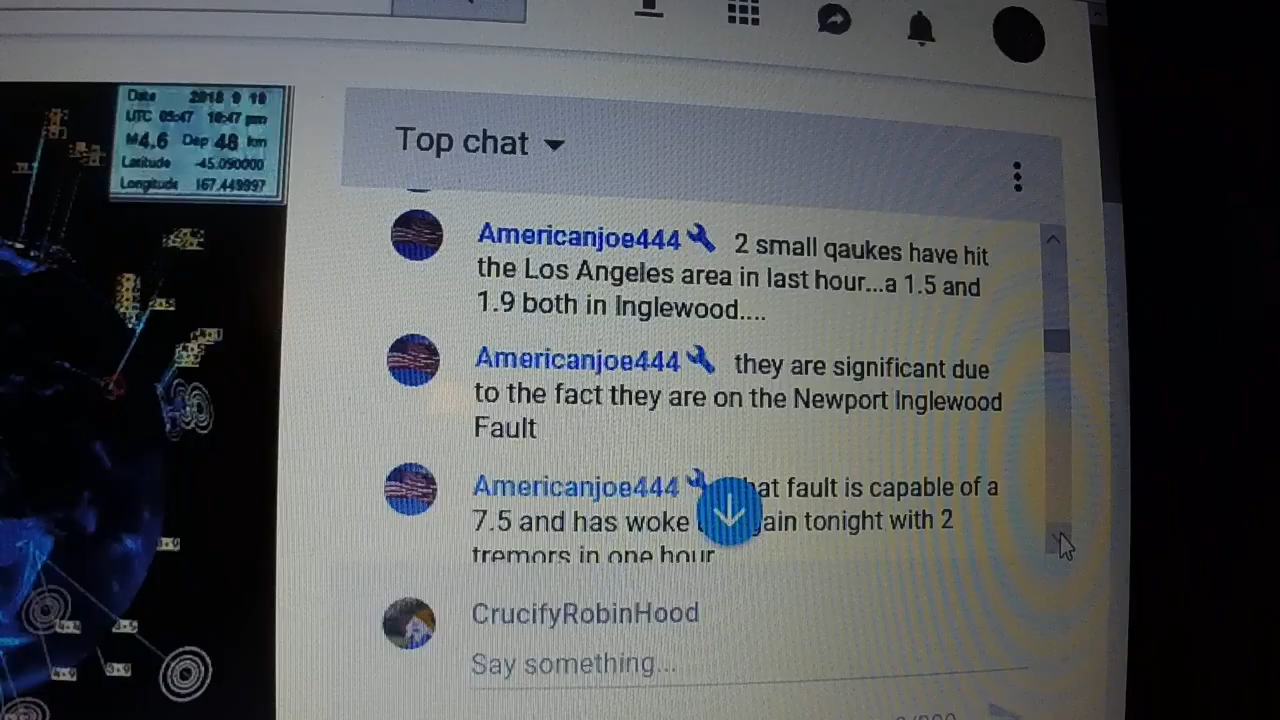 Date 2018 9 19
UTC 05:47 10:47 pm
M4.6 Dep 48 km
Latitude -45.090000
Longitude 167.449997
Top chat
Americanjoe444 2 small qaukes have hit
the Los Angeles area in last hour...a 1.5 and
1.9 both in Inglewood....
Americanjoe444 they are significant due
to the fact they are on the Newport Inglewood
Fault
Americanjoe444 hat fault is capable of a
7.5 and has woke ain tonight with 2
tremors in one hour
CrucifyRobinHood
Say something...